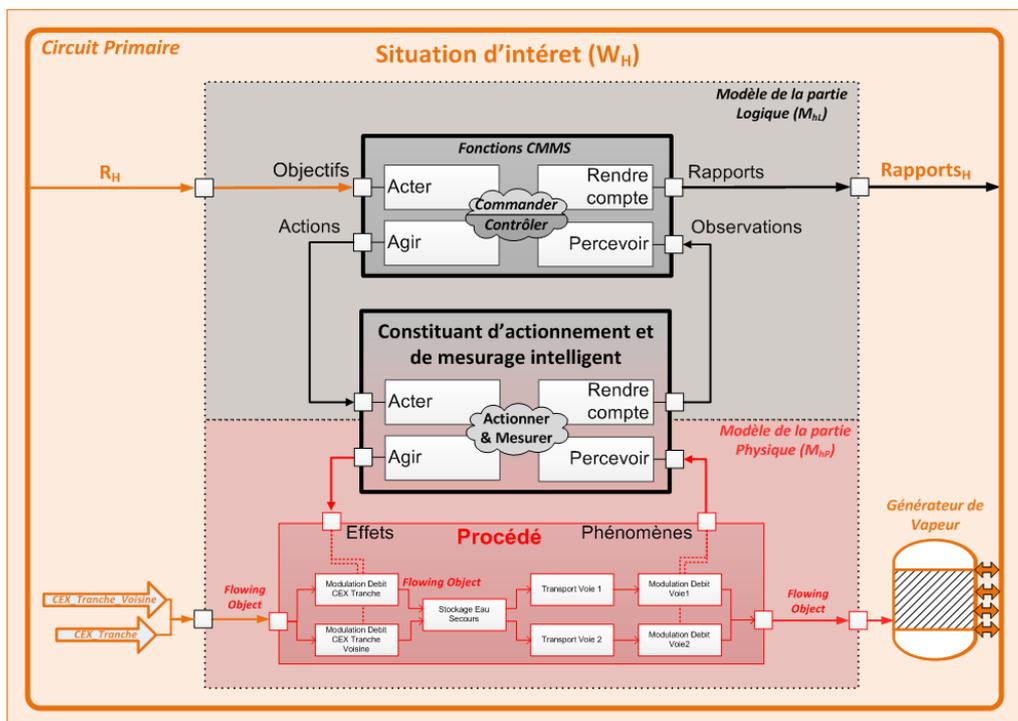 Circuit Primaire
Situation d'intéret (WH)
Modèle de la partie
Logique (MhL)
Fonctions CMMS
RH
Objectifs
Acter
Rendre
compte
Rapports
RapportsH
Commander
Contrôler
Actions
Agir
Percevoir
Observations
Constituant d'actionnement et
de mesurage intelligent
Acter
Rendre
compte
Actionner
& Mesurer
Agir
Percevoir
Modèle de la partie
Physique (MhP)
Effets
Procédé
Phénomènes
Générateur de
Vapeur
CEX_Tranche_Voisine
CEX_Tranche
Flowing
Object
Modulation Debit
CEX Tranche
Flowing Object
Modulation Debit
CEX Tranche
Voisine
Stockage Eau
Secours
Transport Voie 1
Transport Voie 2
Modulation Debit
Voie1
Modulation Debit
Voie2
Flowing
Object